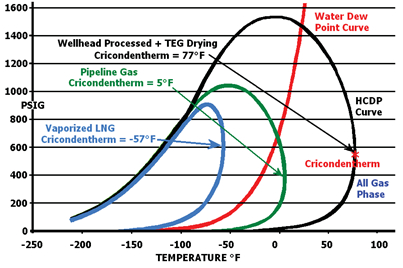 1600
1400
1200
1000
PSIG
800
600
400
200
0
-250
-200
-150
-100
-50
0
50
100
TEMPERATURE °F
Water Dew
Point Curve
Wellhead Processed + TEG Drying
Cricondentherm = 77°F
Pipeline Gas
Cricondentherm = 5°F
HCDP
Curve
Vaporized LNG
Cricondentherm = -57°F
Cricondentherm
All Gas
Phase